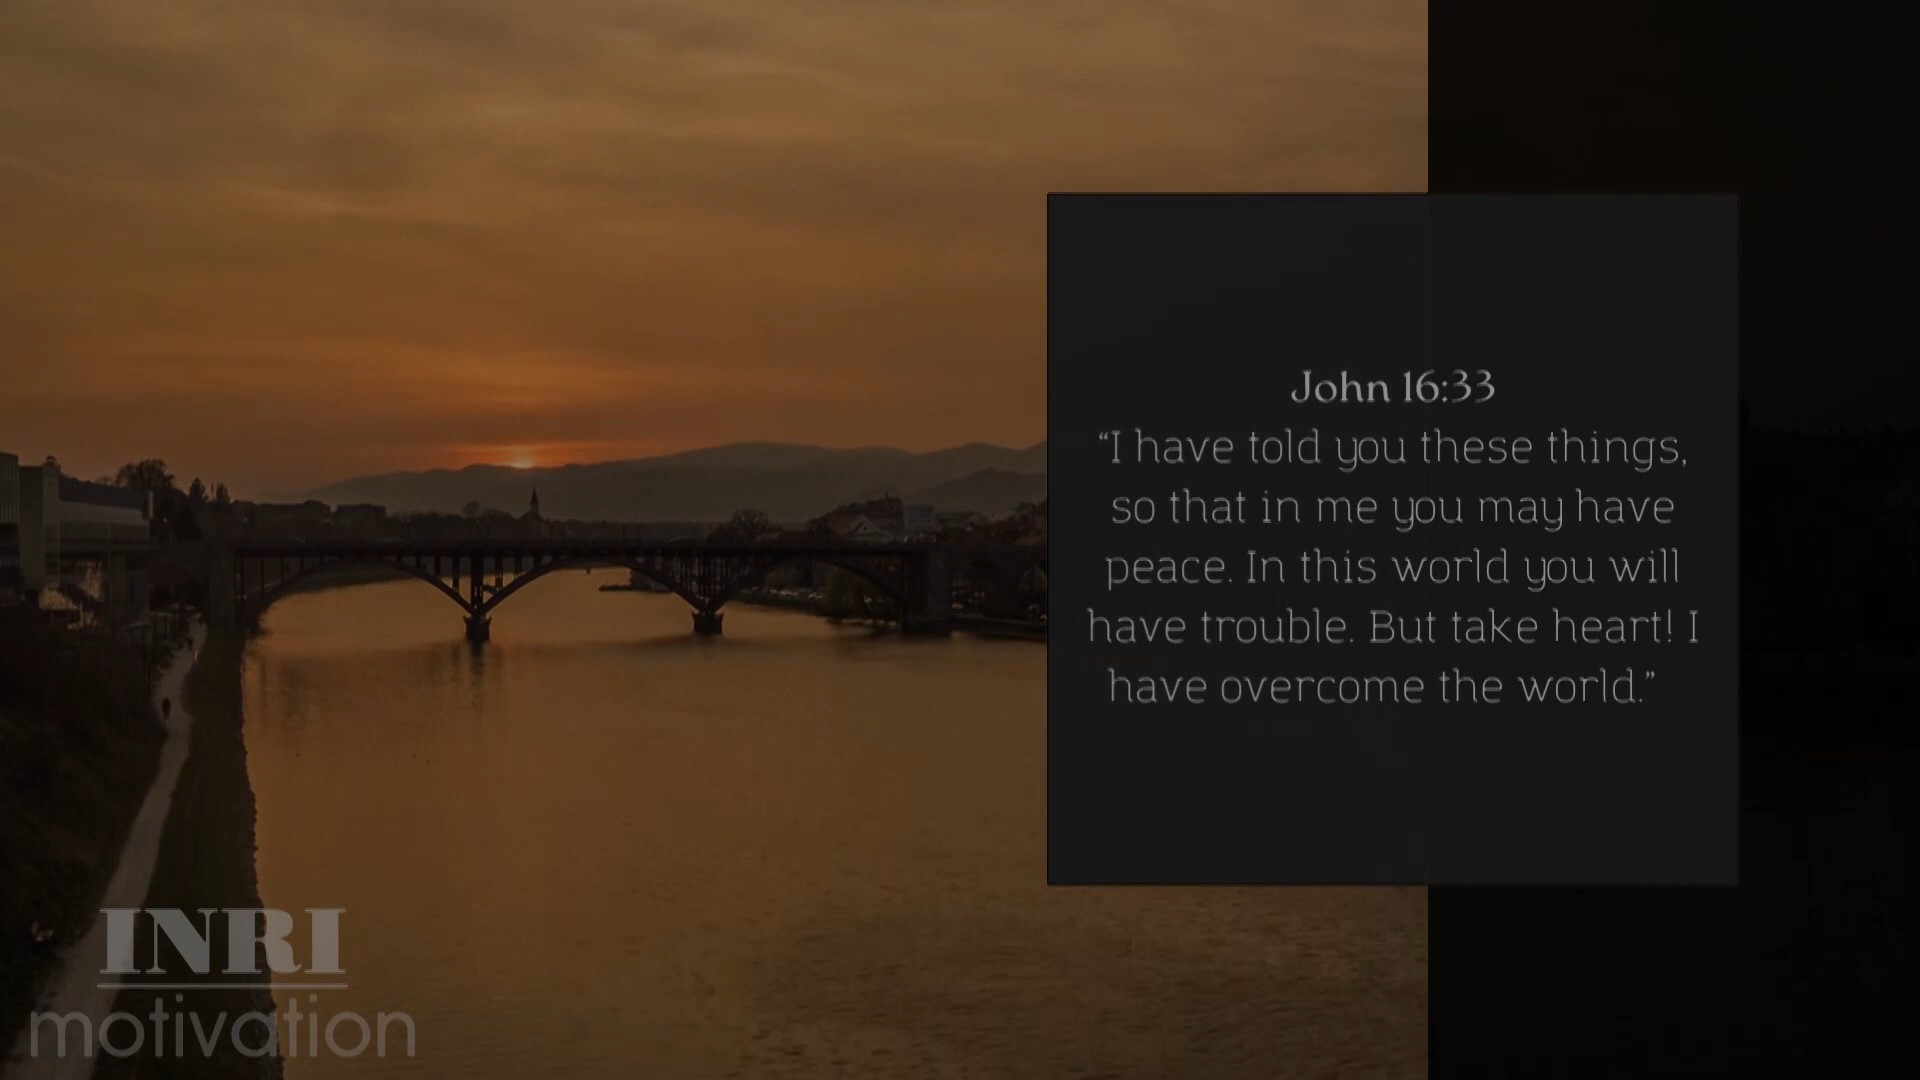 John 16:33
“I have told you these things,
so that in me you may have
peace. In this world you will
have trouble. But take heart! I
have overcome the world.”
INRI
motivation